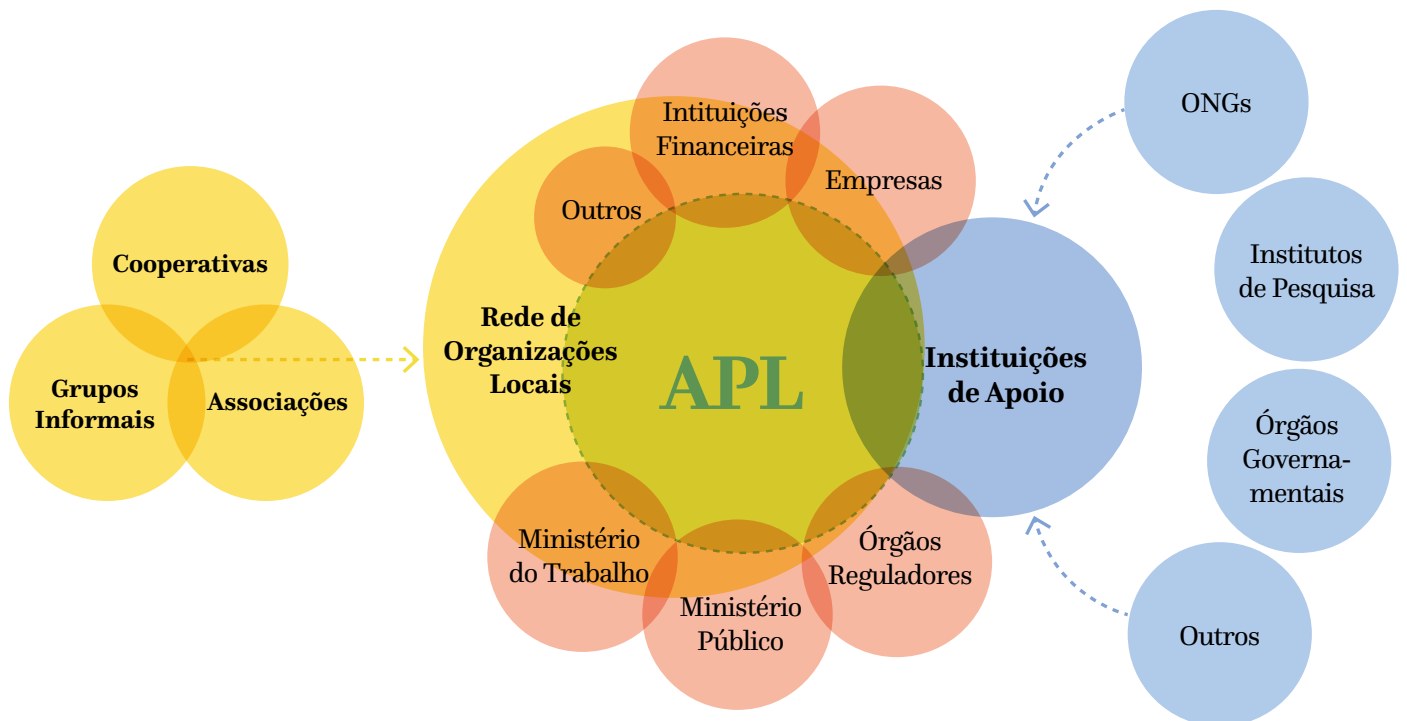 Cooperativas
Grupos
Informais
Associações
Rede de
Organizações
Locais
APL
Outros
Intituições
Financeiras
Empresas
Instituições
de Apoio
Ministério
do Trabalho
Ministério
Público
Órgãos
Reguladores
ONGs
Institutos
de Pesquisa
Órgãos
Governa-
mentais
Outros